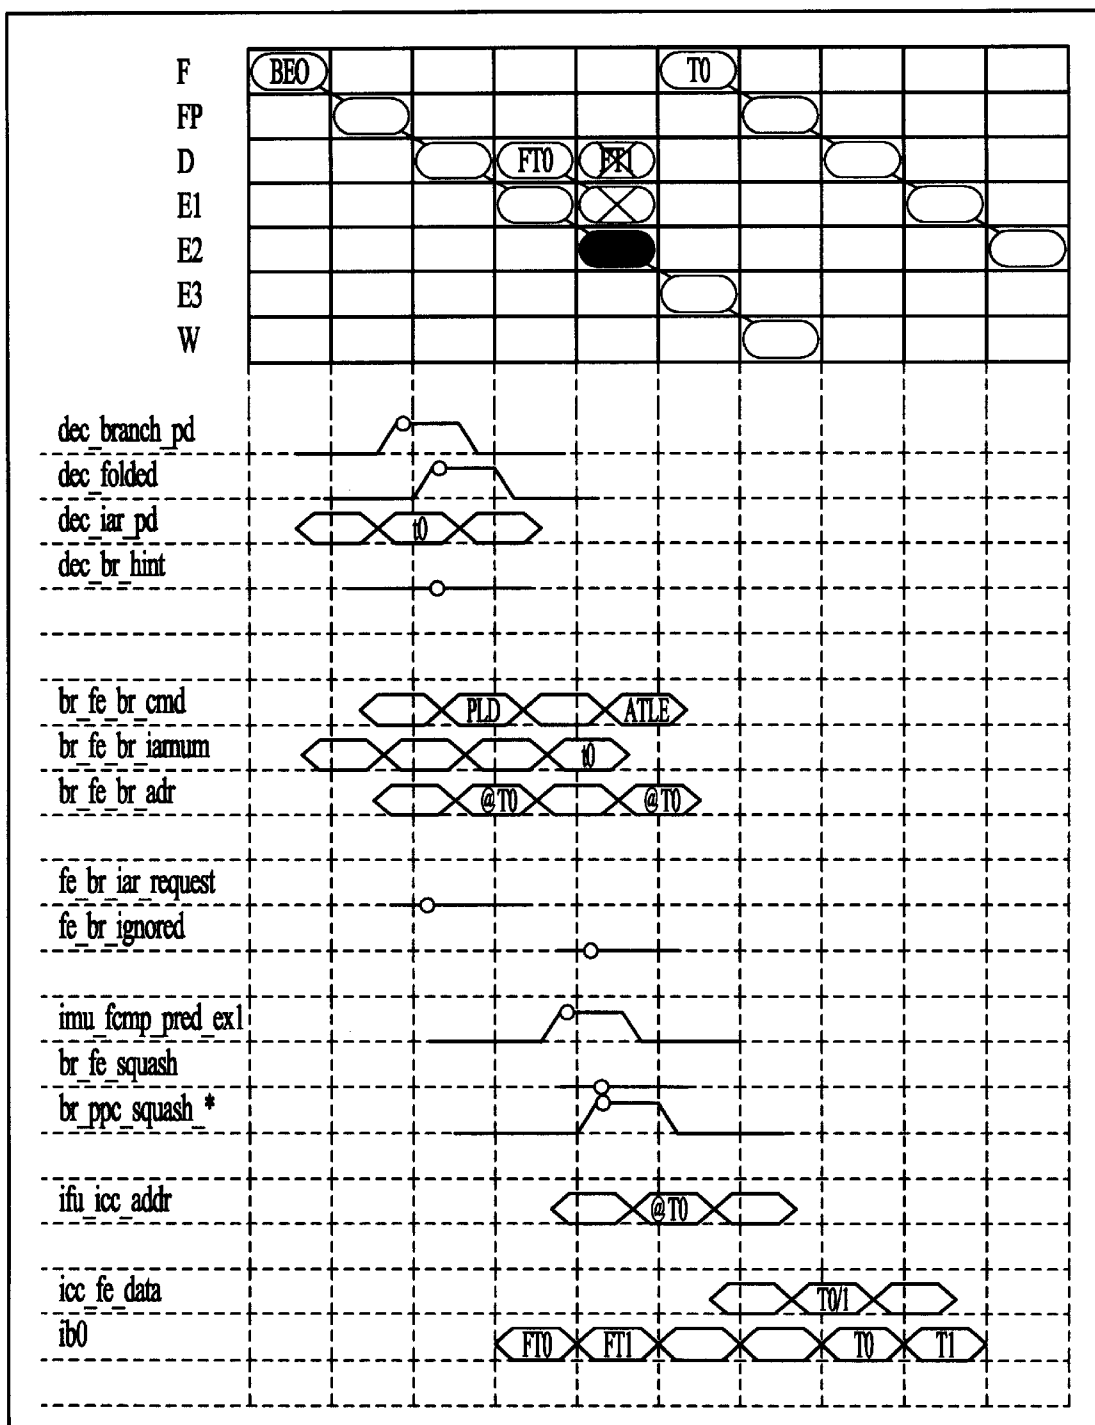 F BEO T0
FP
D FT0 FT1
E1
E2
E3
W
dec_branch_pd
dec_folded
dec_iar_pd t0
dec_br_hint
br_fe_br_cmd PLD ATLE
br_fe_br_iarnum t0
br_fe_br_adr @T0 @T0
fe_br_iar_request
fe_br_ignored
imu_fcmp_pred_ex1
br_fe_squash
br_ppc_squash_*
ifu_icc_addr @T0
icc_fe_data T0/1
ib0 FT0 FT1 T0 T1